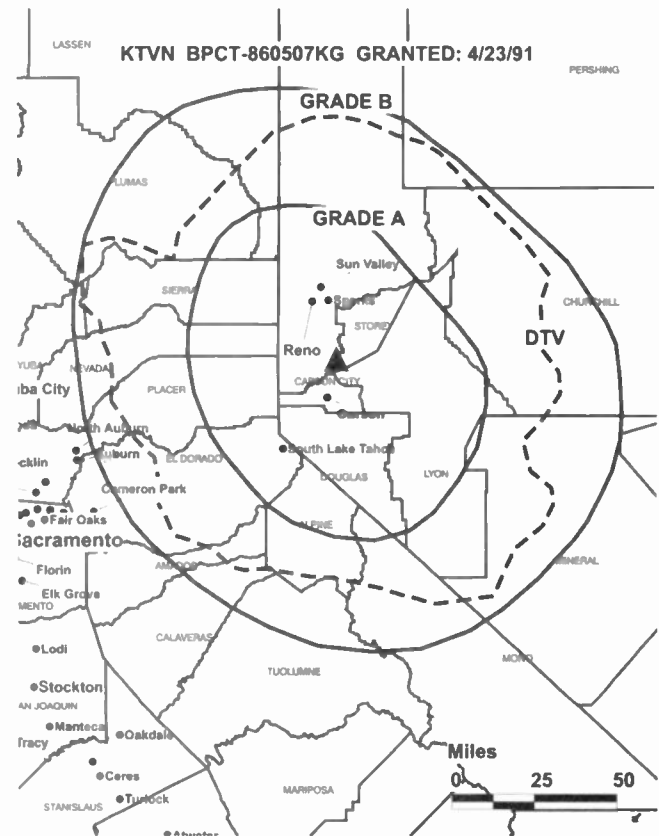 LASSEN
KTVN BPCT-860507KG GRANTED: 4/23/91
PERSHING
GRADE B
PLUMAS
GRADE A
Sun Valley
SIERRA
Sparks
CHURCHILL
STOREY
DTV
Reno
YUBA
NEVADA
CARSON CITY
uba City
PLACER
Carson
North Auburn
Auburn
South Lake Tahoe
cklin
EL DORADO
DOUGLAS
LYON
Cameron Park
Fair Oaks
ALPINE
Sacramento
AMADOR
MINERAL
Florin
Elk Grove
MENTO
CALAVERAS
Lodi
MONO
TUOLUMNE
Stockton
AN JOAQUIN
Manteca
Oakdale
Tracy
Miles
Ceres
0 25 50
MARIPOSA
Turlock
STANISLAUS
Atwater